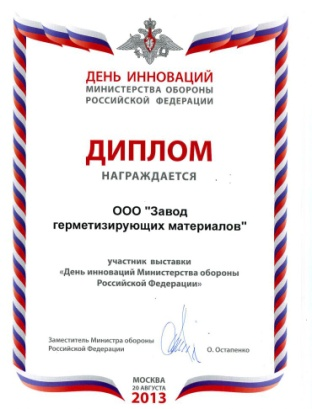 ДЕНЬ ИННОВАЦИЙ
МИНИСТЕРСТВА ОБОРОНЫ
РОССИЙСКОЙ ФЕДЕРАЦИИ
ДИПЛОМ
НАГРАЖДАЕТСЯ
ООО "Завод
герметизирующих материалов"
участник выставки
«День инноваций Министерства обороны
Российской Федерации»
Заместитель Министра обороны
Российской Федерации
О. Остапенко
МОСКВА
20 АВГУСТА
2013